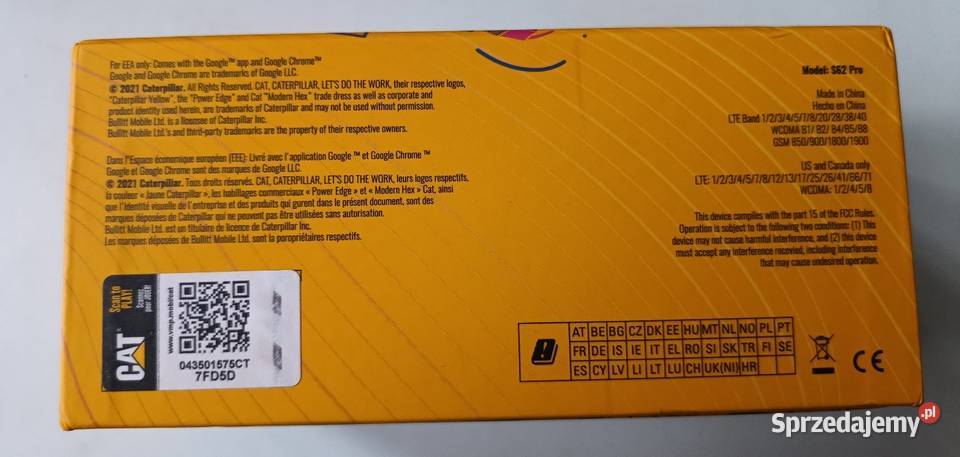 For EEA only: Comes with the Google™ app and Google Chrome™
Google and Google Chrome are trademarks of Google LLC.
© 2021 Caterpillar. All Rights Reserved. CAT, CATERPILLAR, LET'S DO THE WORK, their respective logos,
"Caterpillar Yellow", the "Power Edge" and Cat "Modern Hex" trade dress as well as corporate and
product identity used herein, are trademarks of Caterpillar and may not be used without permission.
Bullitt Mobile Ltd. is a licensee of Caterpillar Inc.
Bullitt Mobile Ltd.'s and third-party trademarks are the property of their respective owners.
Dans l'Espace économique européen (EEE): Livré avec l'application Google™ et Google Chrome™
Google et Google Chrome sont des marques de Google LLC.
© 2021 Caterpillar. Tous droits réservés. CAT, CATERPILLAR, LET'S DO THE WORK, leurs logos respectifs,
la couleur « Jaune Caterpillar », les habillages commerciaux « Power Edge » et « Modern Hex » Cat, ainsi
que l'identité visuelle de l'entreprise et des produits qui gurent dans le présent document, sont des
marques déposées de Caterpillar qui ne peuvent pas être utilisées sans autorisation.
Bullitt Mobile Ltd. est un titulaire de licence de Caterpillar Inc.
Les marques déposées de Bullitt Mobile Ltd. sont la propriétaires respectifs.
Model: S62 Pro
Made in China
Hecho en China
LTE Band 1/2/3/4/5/7/8/20/28/38/40
WCDMA B1/ B2/ B4/B5/B8
GSM 850/900/1800/1900
US and Canada only
LTE: 1/2/3/4/5/7/8/12/13/17/25/26/41/66/71
WCDMA: 1/2/4/5/8
This device complies with the part 15 of the FCC Rules.
Operation is subject to the following two conditions: (1) This
device may not cause harmful interference, and (2) this device
must accept any interference recevied, including interference
that may cause undesired operation.
Scan to
PLAY!
Scannez
pour JOUER!
CAT
www.vmp.mobi/cat
043501575CT
7FD5D
AT BE BG CZ DK EE HU MT NL NO PL PT
FR DE IS IE IT EL RO SI SK TR FI SE
ES CY LV LI LT LU CH UK(NI) HR
CE
Sprzedajemy.pl